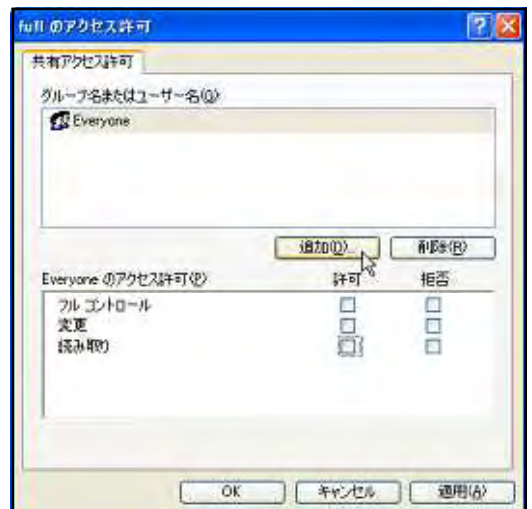 full のアクセス許可
共有アクセス許可
グループ名またはユーザー名(G)
Everyone
追加(D)...
削除(R)
Everyone のアクセス許可(P)
許可
拒否
フル コントロール
変更
読み取り
OK
キャンセル
適用(A)